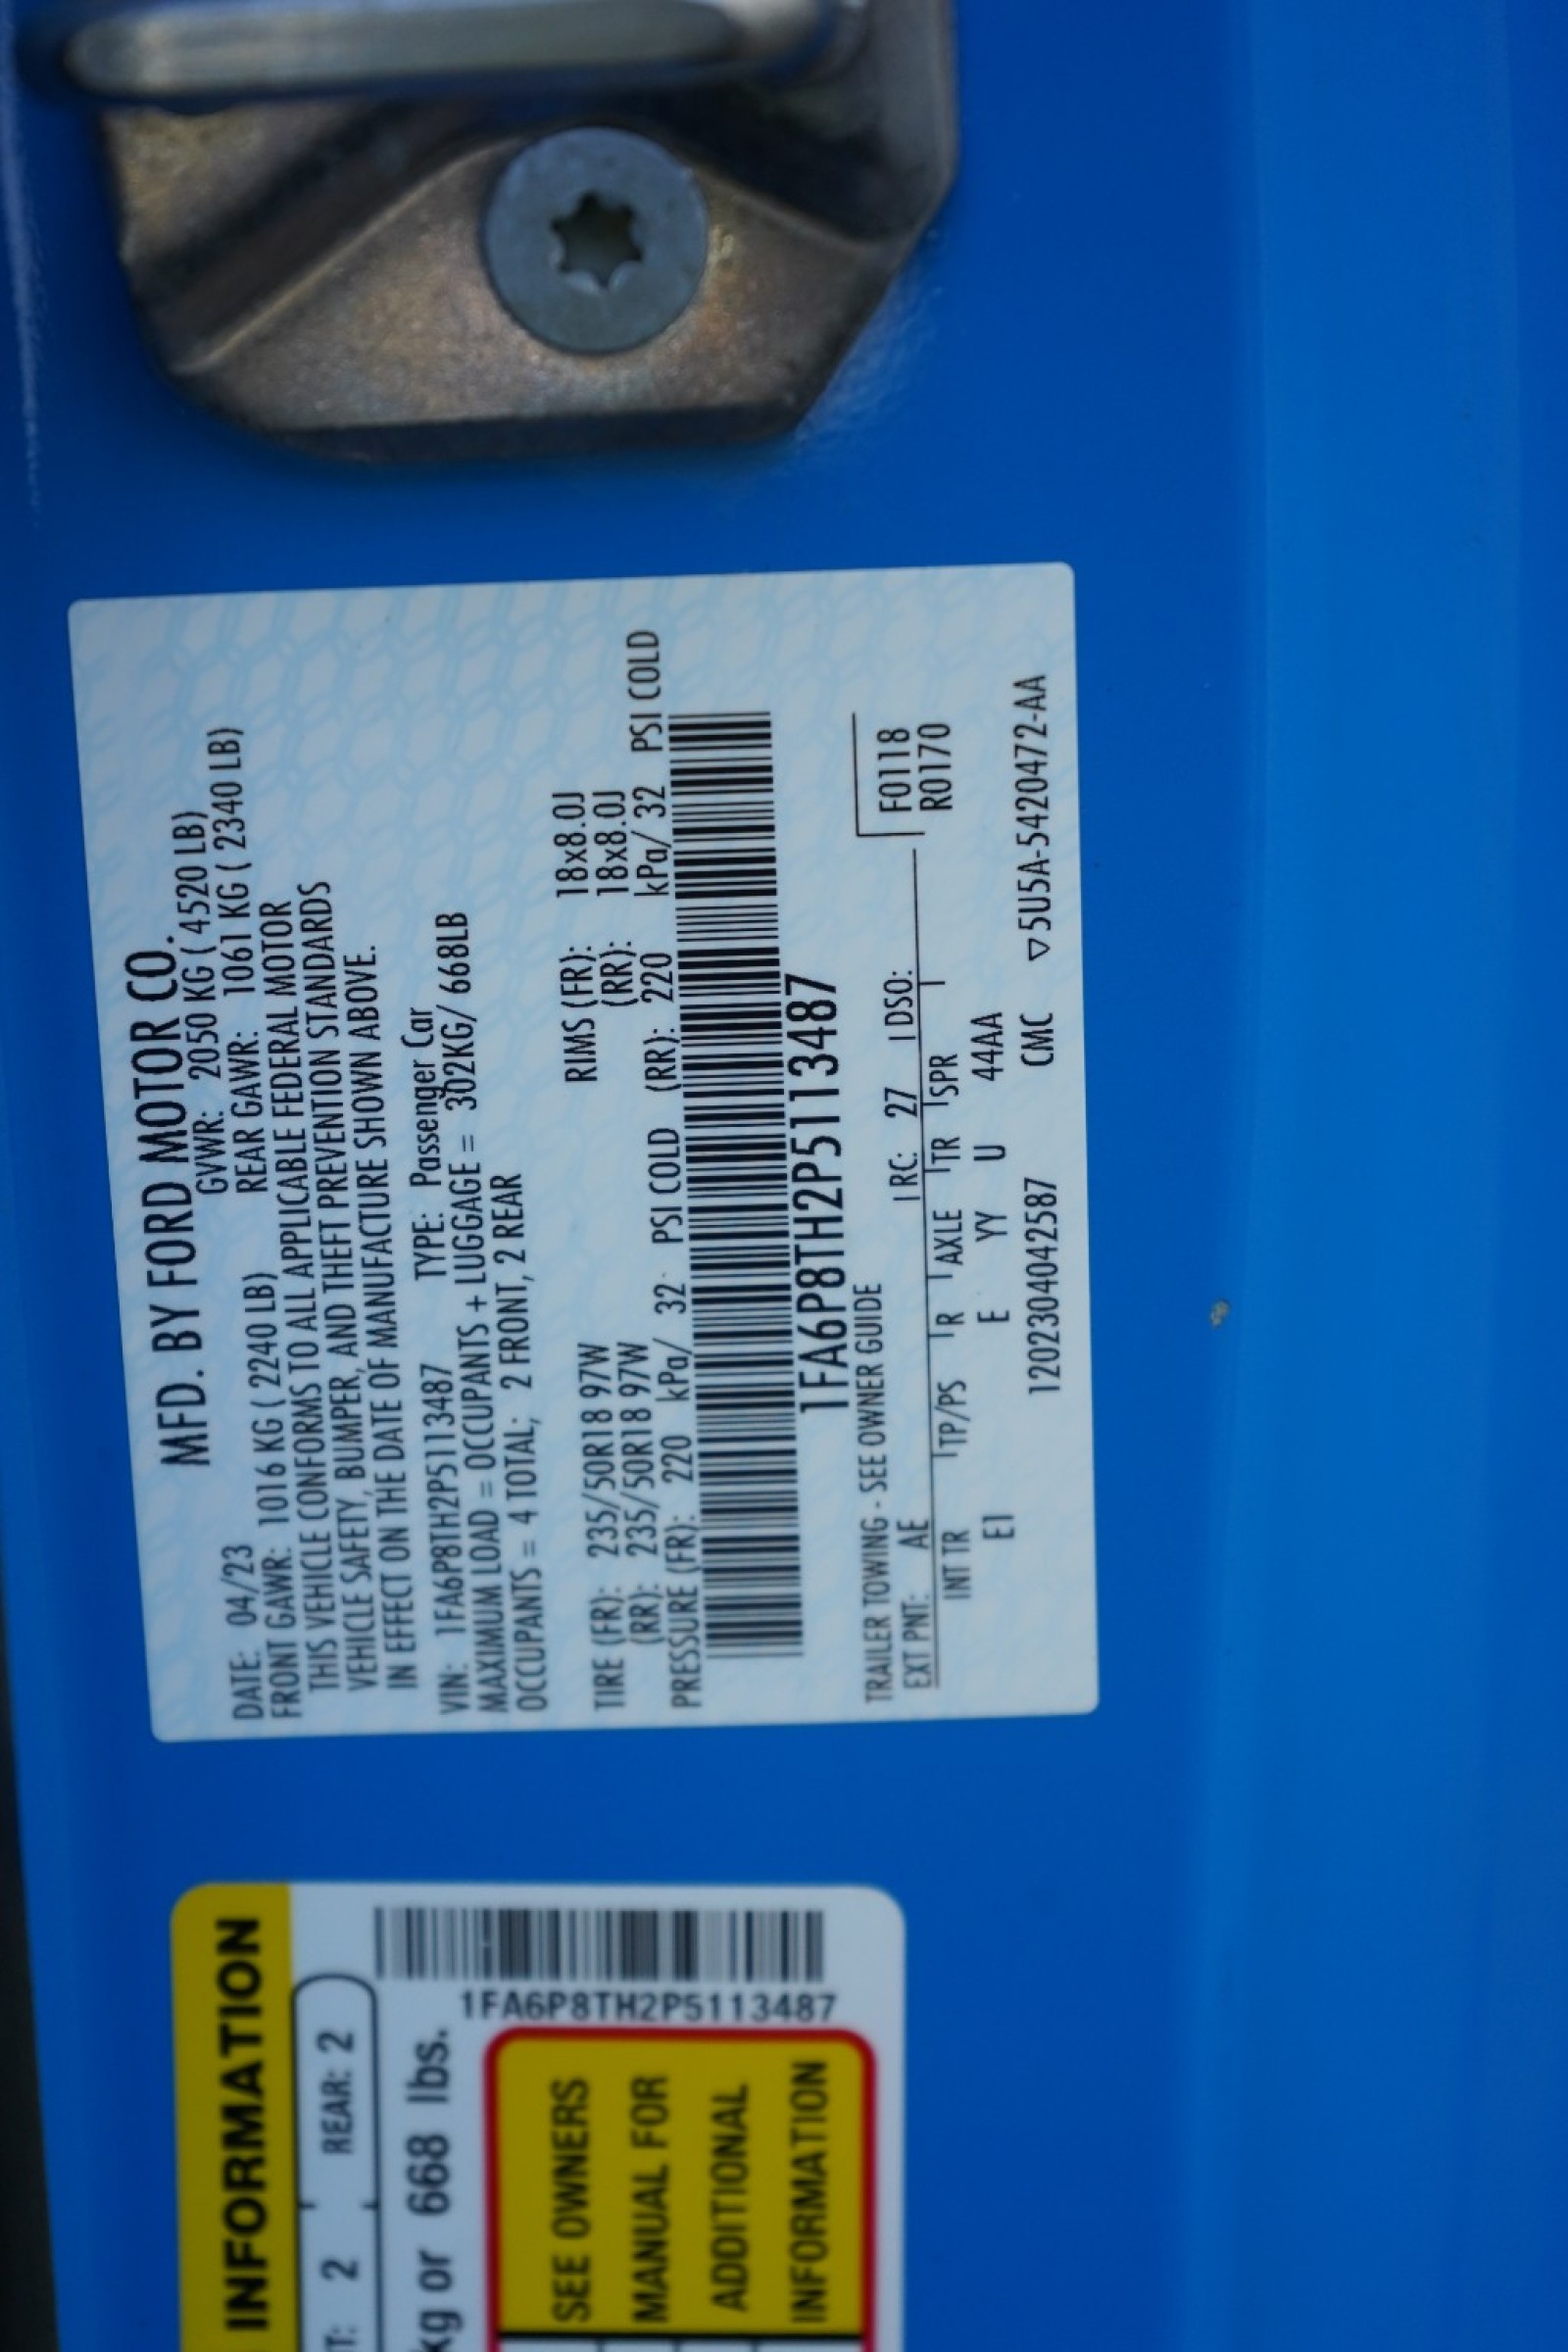 MFD. BY FORD MOTOR CO.
DATE: 04/23 GVWR: 2050 KG ( 4520 LB)
FRONT GAWR: 1016 KG ( 2240 LB) REAR GAWR: 1061 KG ( 2340 LB)
THIS VEHICLE CONFORMS TO ALL APPLICABLE FEDERAL MOTOR
VEHICLE SAFETY, BUMPER, AND THEFT PREVENTION STANDARDS
IN EFFECT ON THE DATE OF MANUFACTURE SHOWN ABOVE.
VIN: 1FA6P8TH2P5113487 TYPE: Passenger Car
MAXIMUM LOAD = OCCUPANTS + LUGGAGE = 302KG/ 668LB
OCCUPANTS = 4 TOTAL; 2 FRONT, 2 REAR
TIRE (FR): 235/50R18 97W RIMS (FR): 18x8.0J
(RR): 235/50R18 97W (RR): 18x8.0J
PRESSURE (FR): 220 kPa/ 32 PSI COLD (RR): 220 kPa/ 32 PSI COLD
1FA6P8TH2P5113487
TRAILER TOWING - SEE OWNER GUIDE
EXT PNT: AE RC: 27 DSO: F0118
INT TR TP/PS R AXLE TR SPR R0170
E1 E YY U 44AA
1202304042587 CMC ▽5U5A-5420472-AA
INFORMATION
2 REAR: 2
kg or 668 lbs.
1FA6P8TH2P5113487
SEE OWNERS
MANUAL FOR
ADDITIONAL
INFORMATION